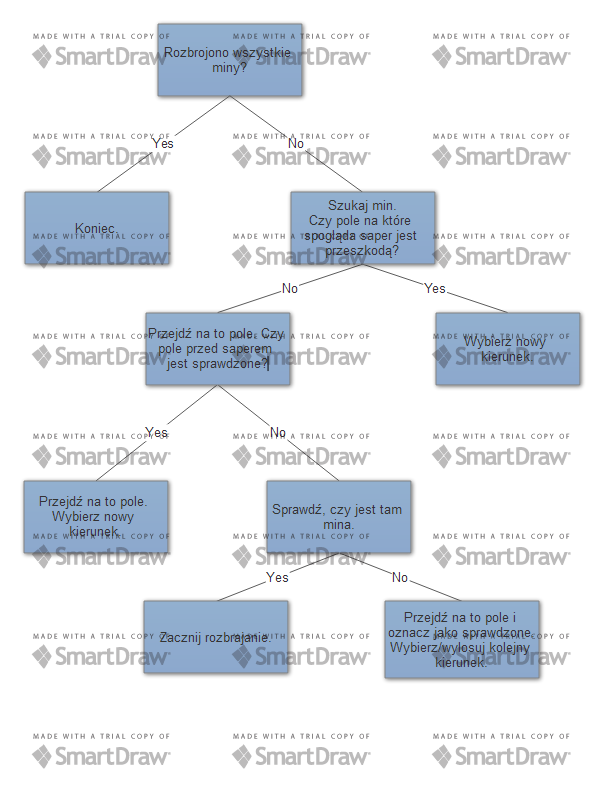 Rozbrojono wszystkie
miny?
Yes
No
Koniec.
Szukaj min.
Czy pole na które
spogląda saper jest
przeszkodą?
No
Yes
Przejdź na to pole. Czy
pole przed saperem
jest sprawdzone?
Wybierz nowy
kierunek.
Yes
No
Przejdź na to pole.
Wybierz nowy
kierunek.
Sprawdź, czy jest tam
mina.
Yes
No
Zacznij rozbrajanie.
Przejdź na to pole i
oznacz jako sprawdzone.
Wybierz/wylosuj kolejny
kierunek.
MADE WITH A TRIAL COPY OF
SmartDraw